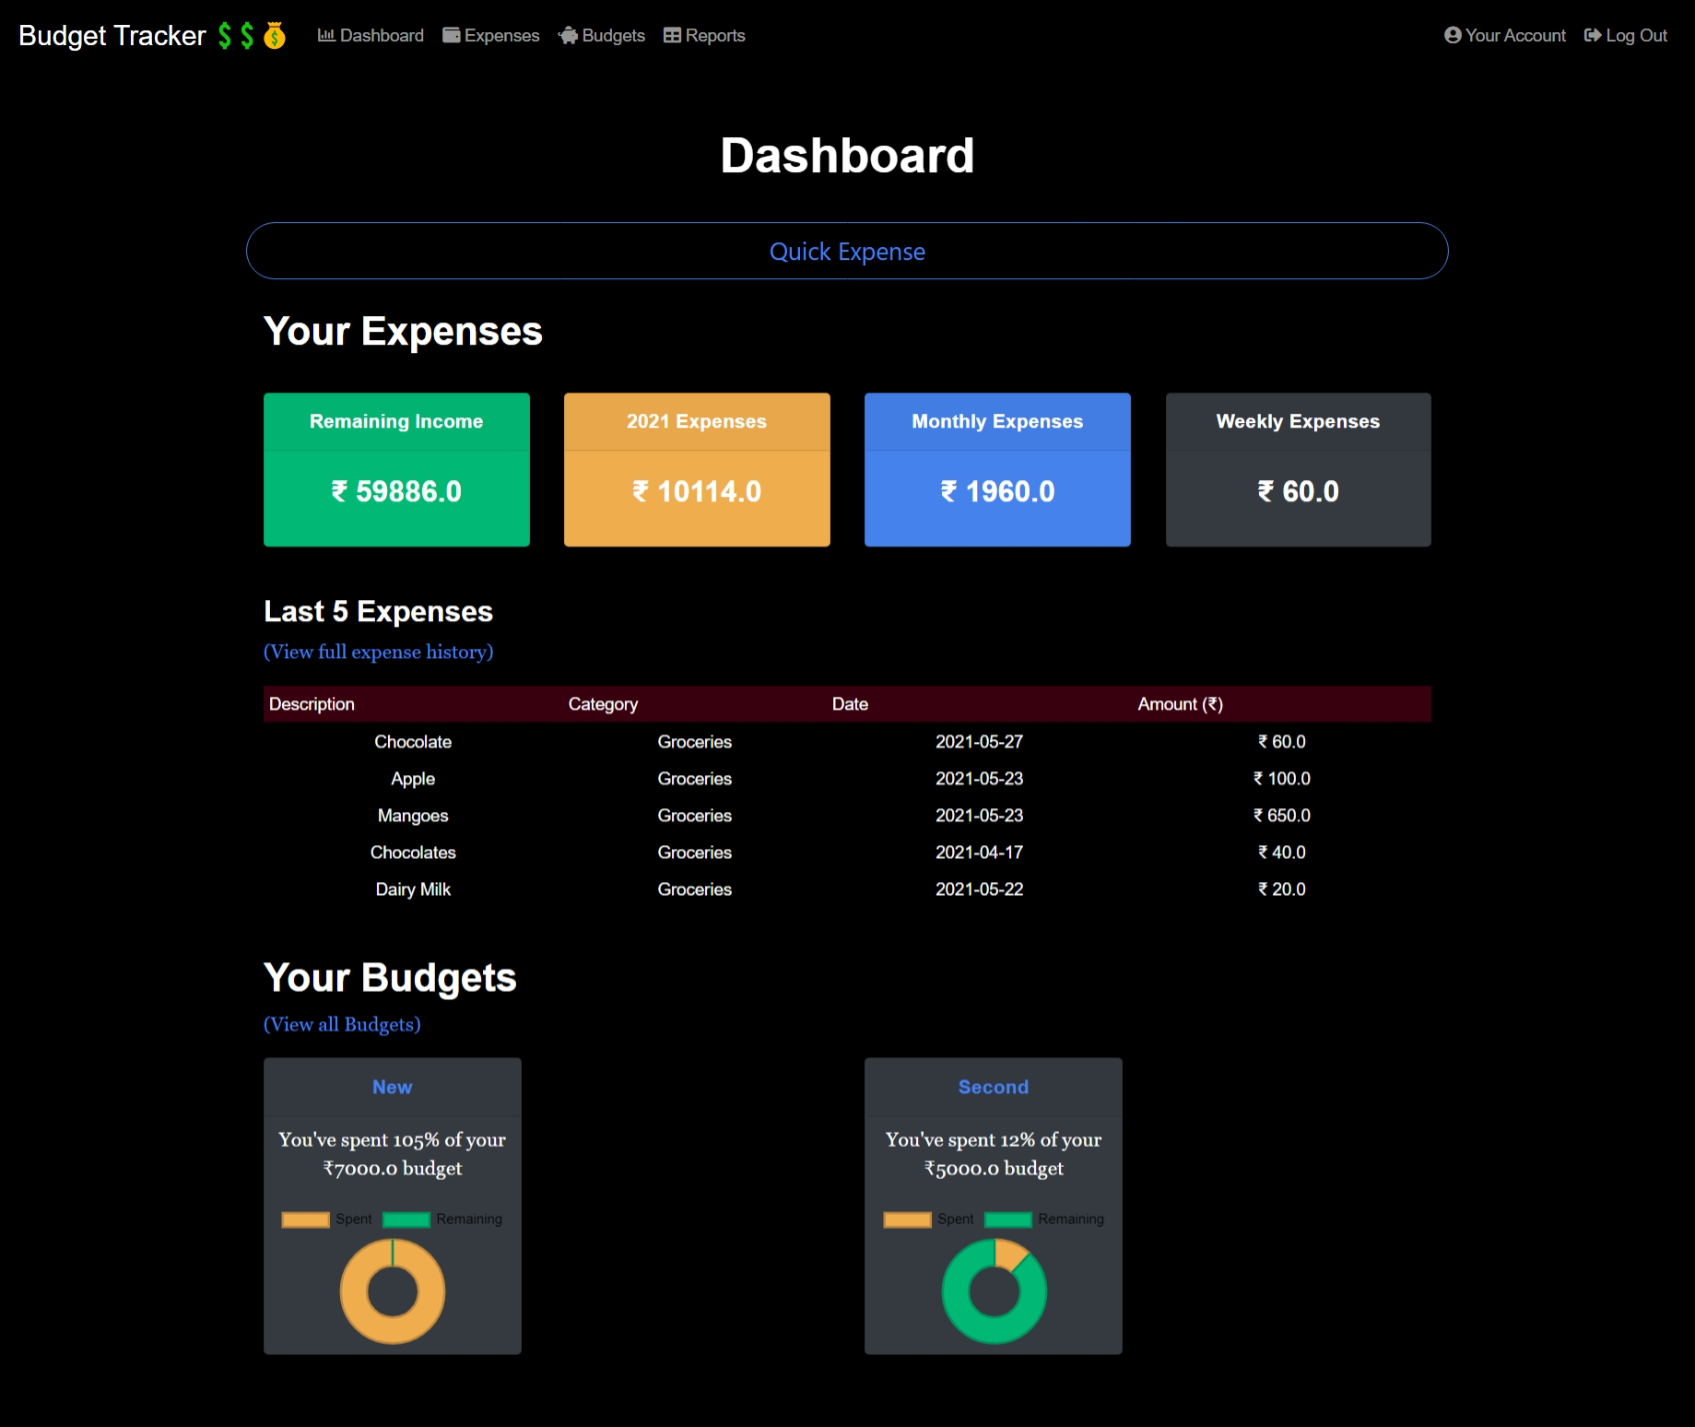 Budget Tracker 💲💲💰 Dashboard Expenses Budgets Reports Your Account Log Out
Dashboard
Quick Expense
Your Expenses
Remaining Income 2021 Expenses Monthly Expenses Weekly Expenses
₹ 59886.0 ₹ 10114.0 ₹ 1960.0 ₹ 60.0
Last 5 Expenses
(View full expense history)
Description Category Date Amount (₹)
Chocolate Groceries 2021-05-27 ₹ 60.0
Apple Groceries 2021-05-23 ₹ 100.0
Mangoes Groceries 2021-05-23 ₹ 650.0
Chocolates Groceries 2021-04-17 ₹ 40.0
Dairy Milk Groceries 2021-05-22 ₹ 20.0
Your Budgets
(View all Budgets)
New
You've spent 105% of your
₹7000.0 budget
Spent Remaining
Second
You've spent 12% of your
₹5000.0 budget
Spent Remaining